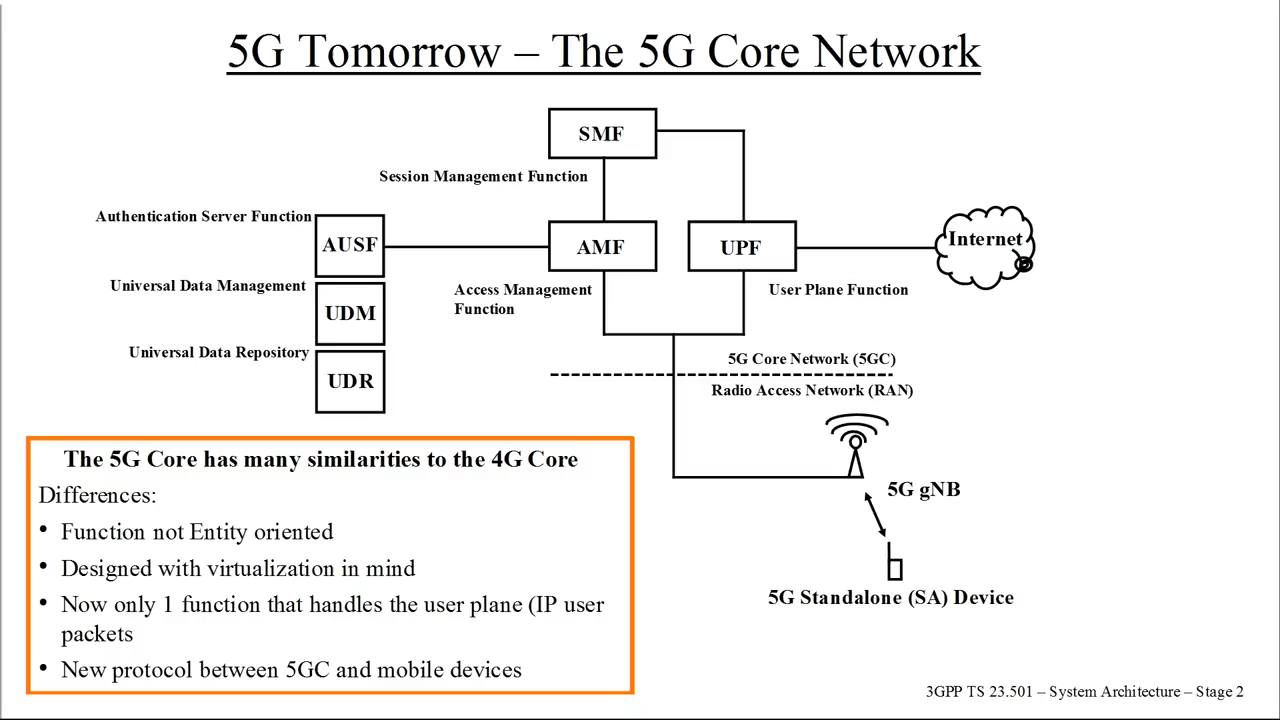 5G Tomorrow – The 5G Core Network
SMF
Session Management Function
Authentication Server Function
AUSF
AMF
UPF
Internet
Universal Data Management
UDM
Access Management
Function
User Plane Function
Universal Data Repository
UDR
5G Core Network (5GC)
Radio Access Network (RAN)
5G gNB
5G Standalone (SA) Device
The 5G Core has many similarities to the 4G Core
Differences:
• Function not Entity oriented
• Designed with virtualization in mind
• Now only 1 function that handles the user plane (IP user
packets
• New protocol between 5GC and mobile devices
3GPP TS 23.501 – System Architecture – Stage 2